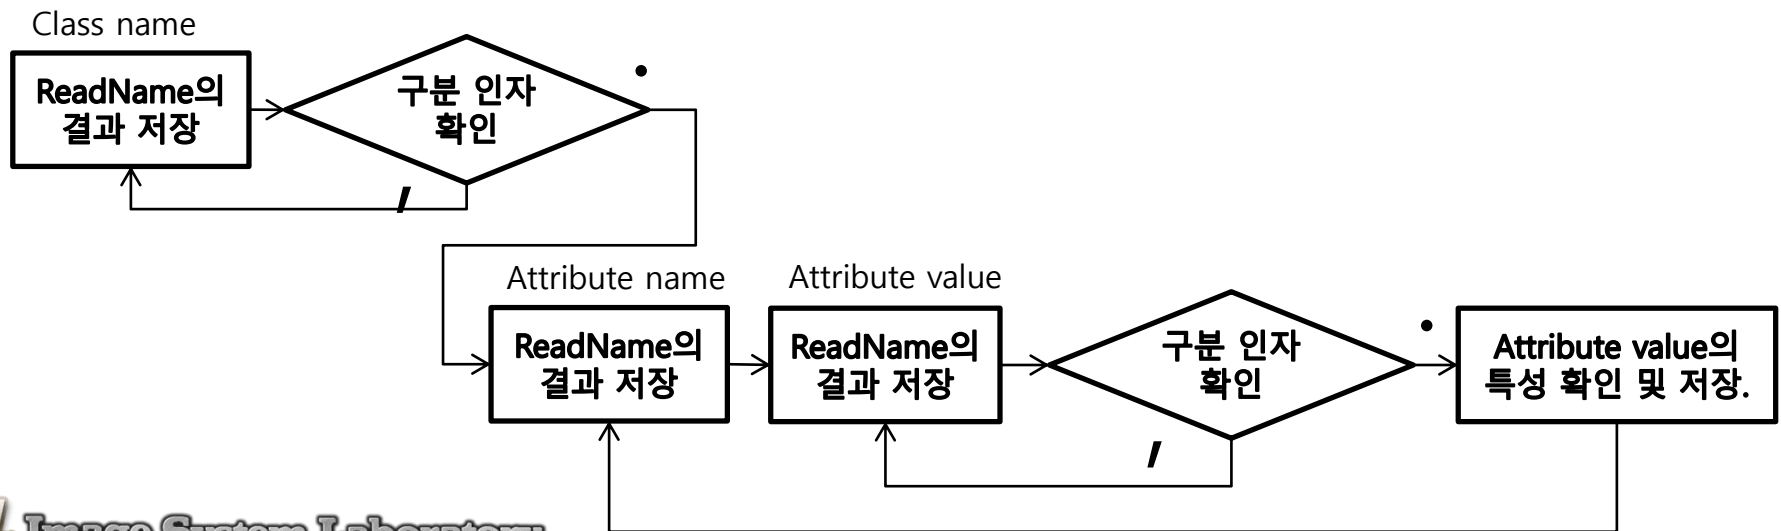 Class name
ReadName의
결과 저장
구분 인자
확인
.
,
Attribute name
Attribute value
ReadName의
결과 저장
ReadName의
결과 저장
구분 인자
확인
.
,
Attribute value의
특성 확인 및 저장.
Image System Laboratory